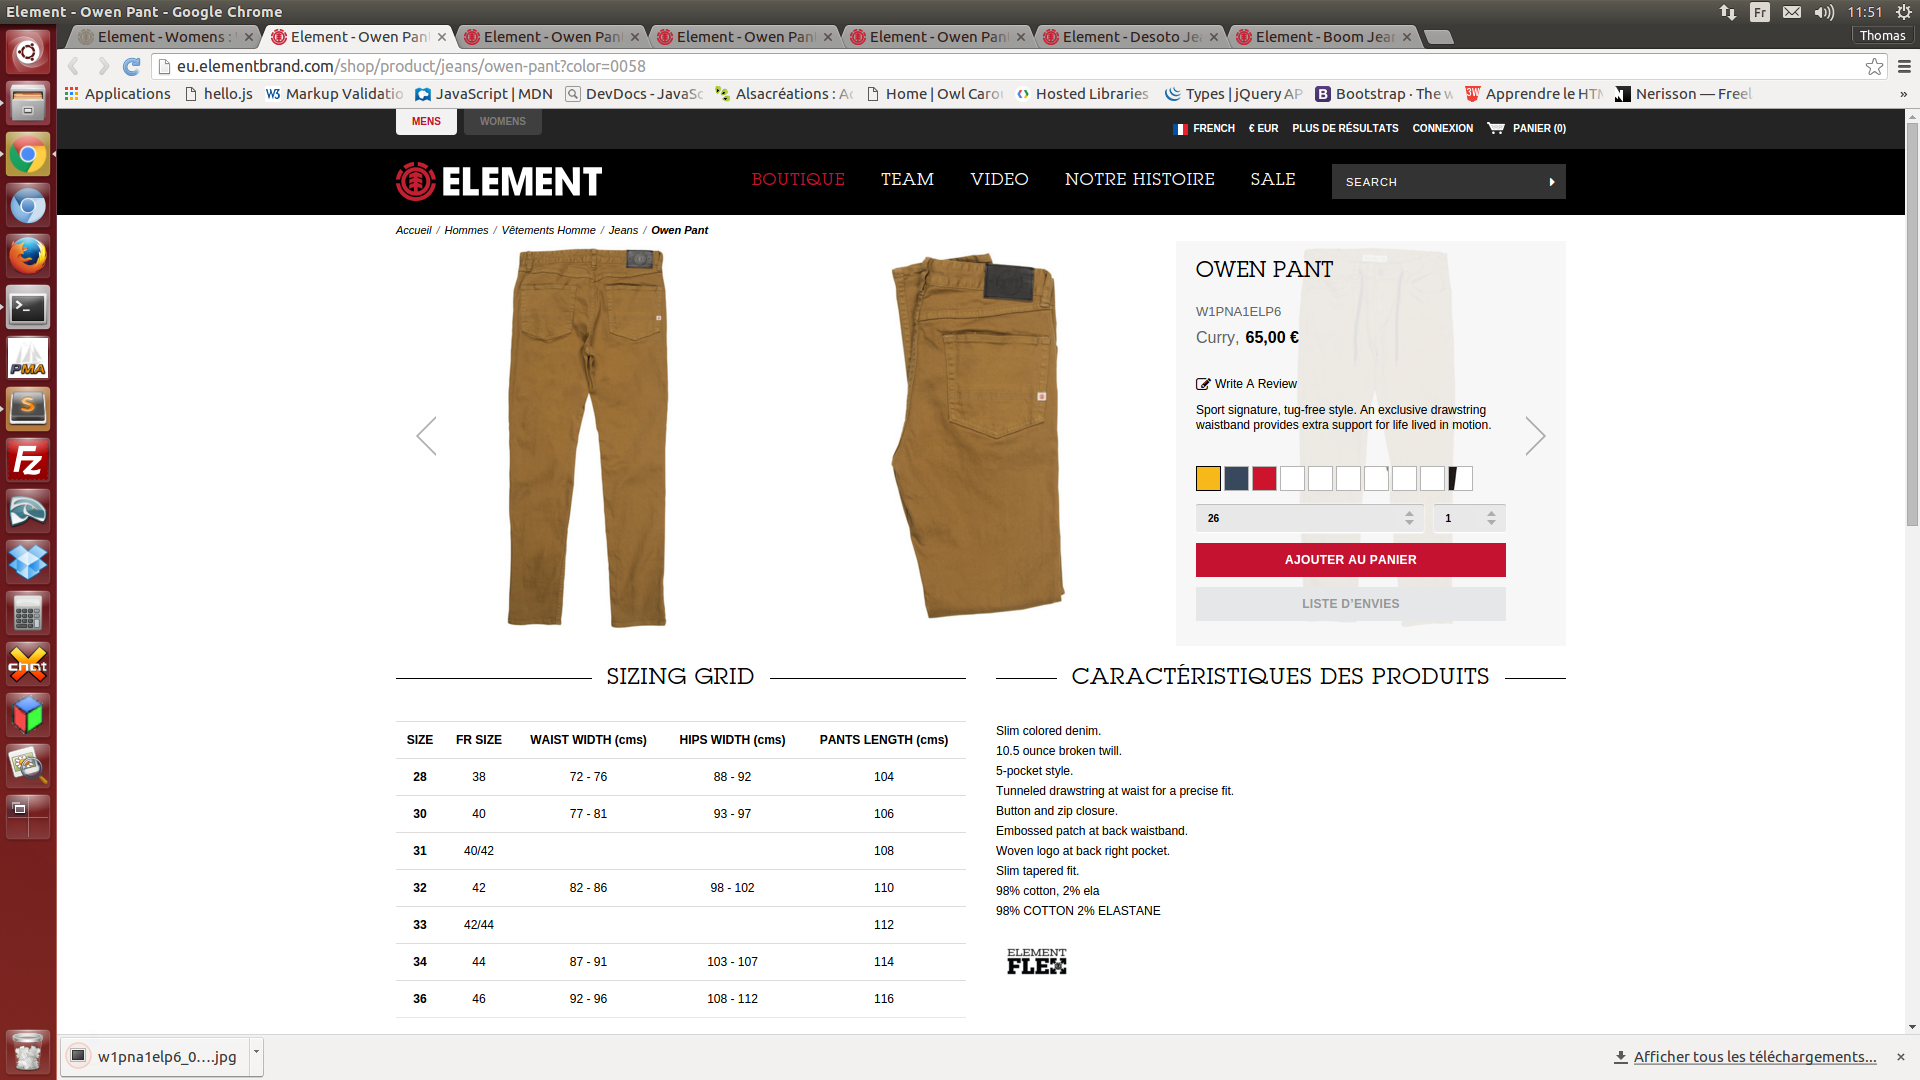 Element - Owen Pant - Google Chrome
Fr
11:51
Element - Womens :
Element - Owen Pan
Element - Owen Pan
Element - Owen Pan
Element - Owen Pan
Element - Desoto Je
Element - Boom Jear
Thomas
eu.elementbrand.com/shop/product/jeans/owen-pant?color=0058
Applications
hello.js
W3 Markup Validatio
JavaScript | MDN
DevDocs - JavaSc
Alsacréations : Ac
Home | Owl Carou
Hosted Libraries
Types | jQuery AP
B Bootstrap · The w
3W Apprendre le HTM
Nerisson — Freel
»
MENS
WOMENS
FRENCH
€ EUR
PLUS DE RÉSULTATS
CONNEXION
PANIER (0)
ELEMENT
BOUTIQUE
TEAM
VIDEO
NOTRE HISTOIRE
SALE
SEARCH
Accueil / Hommes / Vêtements Homme / Jeans / Owen Pant
OWEN PANT
W1PNA1ELP6
Curry, 65,00 €
Write A Review
Sport signature, tug-free style. An exclusive drawstring
waistband provides extra support for life lived in motion.
26
1
AJOUTER AU PANIER
LISTE D'ENVIES
SIZING GRID
SIZE FR SIZE WAIST WIDTH (cms) HIPS WIDTH (cms) PANTS LENGTH (cms)
28 38 72 - 76 88 - 92 104
30 40 77 - 81 93 - 97 106
31 40/42 108
32 42 82 - 86 98 - 102 110
33 42/44 112
34 44 87 - 91 103 - 107 114
36 46 92 - 96 108 - 112 116
CARACTÉRISTIQUES DES PRODUITS
Slim colored denim.
10.5 ounce broken twill.
5-pocket style.
Tunneled drawstring at waist for a precise fit.
Button and zip closure.
Embossed patch at back waistband.
Woven logo at back right pocket.
Slim tapered fit.
98% cotton, 2% ela
98% COTTON 2% ELASTANE
ELEMENT
FLEX
PMA
S
Fz
X
chat
w1pna1elp6_0....jpg
Afficher tous les téléchargements...